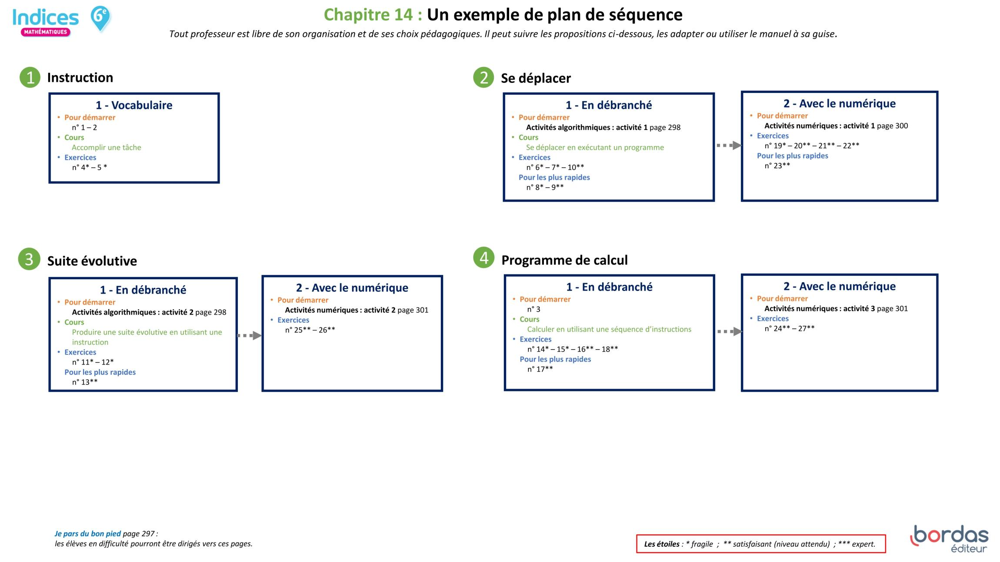 Indices
MATHÉMATIQUES
6e
Chapitre 14 : Un exemple de plan de séquence
Tout professeur est libre de son organisation et de ses choix pédagogiques. Il peut suivre les propositions ci-dessous, les adapter ou utiliser le manuel à sa guise.
1 Instruction
1 - Vocabulaire
• Pour démarrer
n° 1 – 2
• Cours
Accomplir une tâche
• Exercices
n° 4* – 5 *
2 Se déplacer
1 - En débranché
• Pour démarrer
Activités algorithmiques : activité 1 page 298
• Cours
Se déplacer en exécutant un programme
• Exercices
n° 6* – 7* – 10**
Pour les plus rapides
n° 8* – 9**
2 - Avec le numérique
• Pour démarrer
Activités numériques : activité 1 page 300
• Exercices
n° 19* – 20** – 21** – 22**
Pour les plus rapides
n° 23**
3 Suite évolutive
1 - En débranché
• Pour démarrer
Activités algorithmiques : activité 2 page 298
• Cours
Produire une suite évolutive en utilisant une
instruction
• Exercices
n° 11* – 12*
Pour les plus rapides
n° 13**
2 - Avec le numérique
• Pour démarrer
Activités numériques : activité 2 page 301
• Exercices
n° 25** – 26**
4 Programme de calcul
1 - En débranché
• Pour démarrer
n° 3
• Cours
Calculer en utilisant une séquence d’instructions
• Exercices
n° 14* – 15* – 16** – 18**
Pour les plus rapides
n° 17**
2 - Avec le numérique
• Pour démarrer
Activités numériques : activité 3 page 301
• Exercices
n° 24** – 27**
Je pars du bon pied page 297 :
les élèves en difficulté pourront être dirigés vers ces pages.
Les étoiles : * fragile ; ** satisfaisant (niveau attendu) ; *** expert.
bordas
éditeur